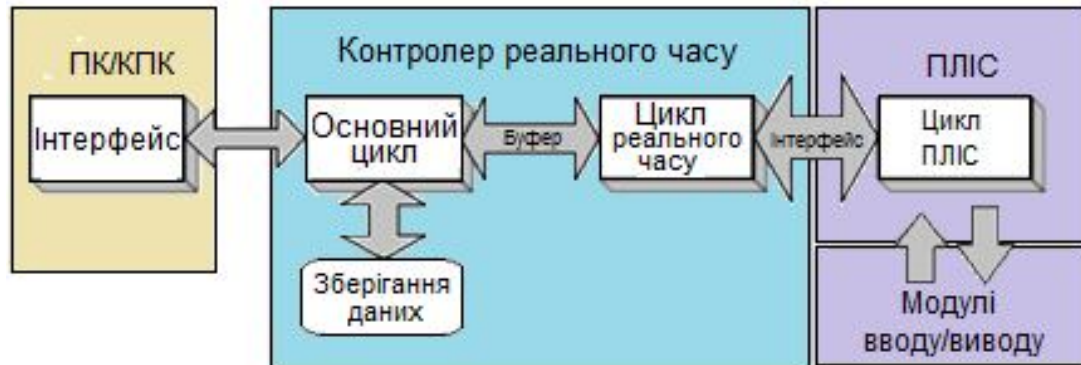 ПК/КПК
Інтерфейс
Контролер реального часу
Основний
цикл
Буфер
Цикл
реального
часу
Зберігання
даних
Інтерфейс
ПЛІС
Цикл
ПЛІС
Модулі
вводу/виводу